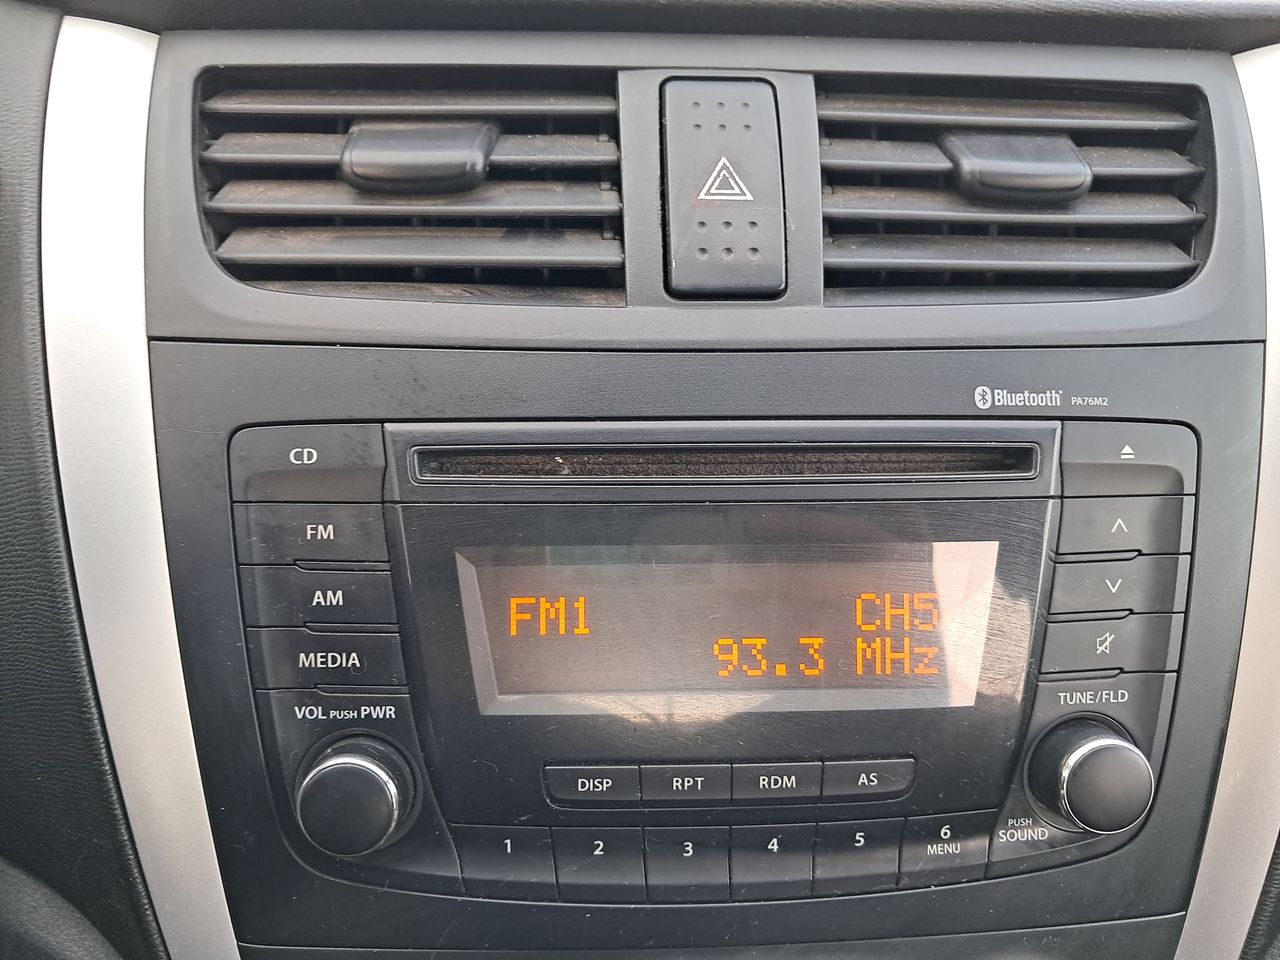 Bluetooth PA76M2
CD
FM
AM
MEDIA
VOL PUSH PWR
FM1 CH5
93.3 MHz
TUNE/FLD
PUSH
SOUND
DISP RPT RDM AS
1 2 3 4 5 6
MENU